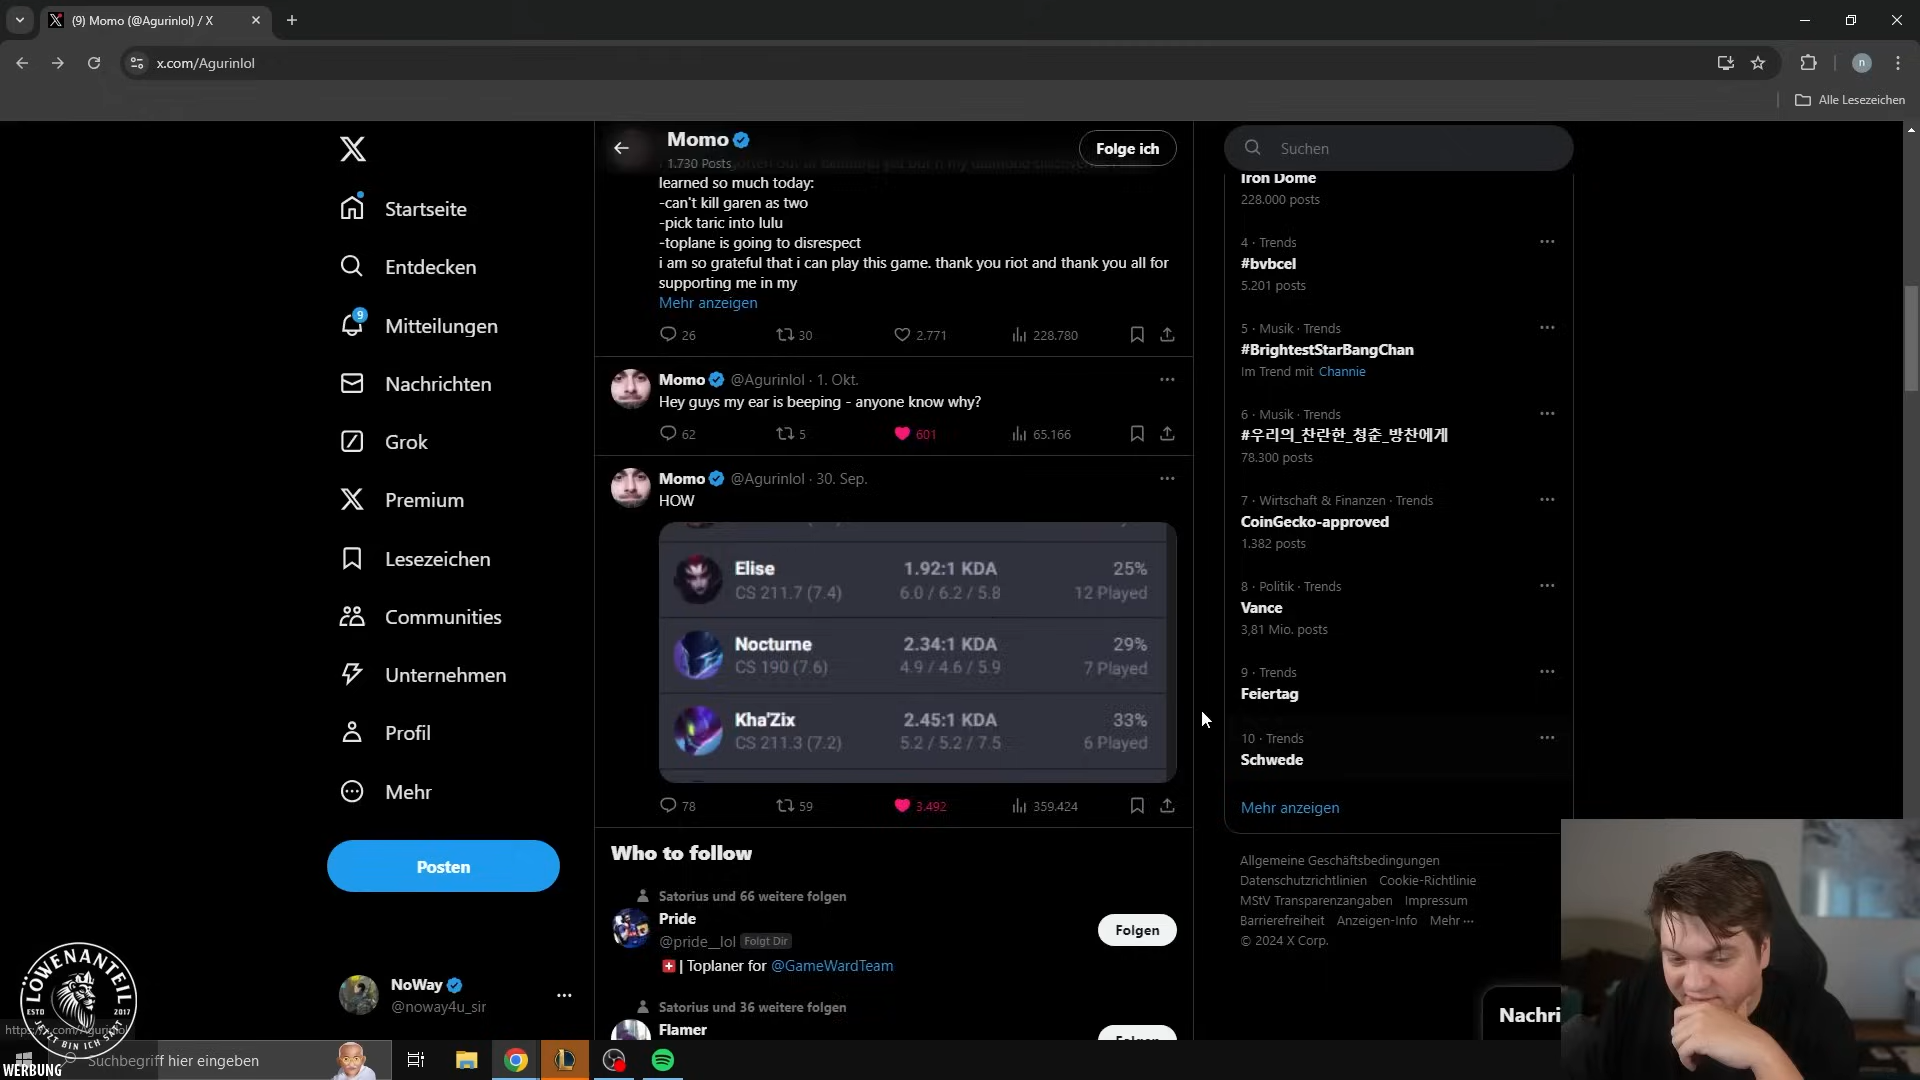 (9) Momo (@Agurinlol) / X
x.com/Agurinlol
n
Alle Lesezeichen
Startseite
Entdecken
9
Mitteilungen
Nachrichten
Grok
Premium
Lesezeichen
Communities
Unternehmen
Profil
Mehr
Posten
NoWay
@noway4u_sir
Momo
1.730 Posts
Folge ich
learned so much today:
-can't kill garen as two
-pick taric into lulu
-toplane is going to disrespect
i am so grateful that i can play this game. thank you riot and thank you all for
supporting me in my
Mehr anzeigen
26
30
2.771
228.780
Momo @Agurinlol · 1. Okt.
Hey guys my ear is beeping - anyone know why?
62
5
601
65.166
Momo @Agurinlol · 30. Sep.
HOW
Elise 1.92:1 KDA 25%
CS 211.7 (7.4) 6.0 / 6.2 / 5.8 12 Played
Nocturne 2.34:1 KDA 29%
CS 190 (7.6) 4.9 / 4.6 / 5.9 7 Played
Kha'Zix 2.45:1 KDA 33%
CS 211.3 (7.2) 5.2 / 5.2 / 7.5 6 Played
78
59
3.492
359.424
Who to follow
Satorius und 66 weitere folgen
Pride
@pride__lol Folgt Dir
Folgen
| Toplaner for @GameWardTeam
Satorius und 36 weitere folgen
Flamer
Suchen
Iron Dome
228.000 posts
4 · Trends
#bvbcel
5.201 posts
5 · Musik · Trends
#BrightestStarBangChan
Im Trend mit Channie
6 · Musik · Trends
#우리의_찬란한_청춘_방찬에게
78.300 posts
7 · Wirtschaft & Finanzen · Trends
CoinGecko-approved
1.382 posts
8 · Politik · Trends
Vance
3,81 Mio. posts
9 · Trends
Feiertag
10 · Trends
Schwede
Mehr anzeigen
Allgemeine Geschäftsbedingungen
Datenschutzrichtlinien Cookie-Richtlinie
MStV Transparenzangaben Impressum
Barrierefreiheit Anzeigen-Info Mehr ···
© 2024 X Corp.
Nachri
LÖWENANTEIL
ESTD 2017
JETZT BIN ICH SATT
https://x.com/Agurinlol
Suchbegriff hier eingeben
WERBUNG